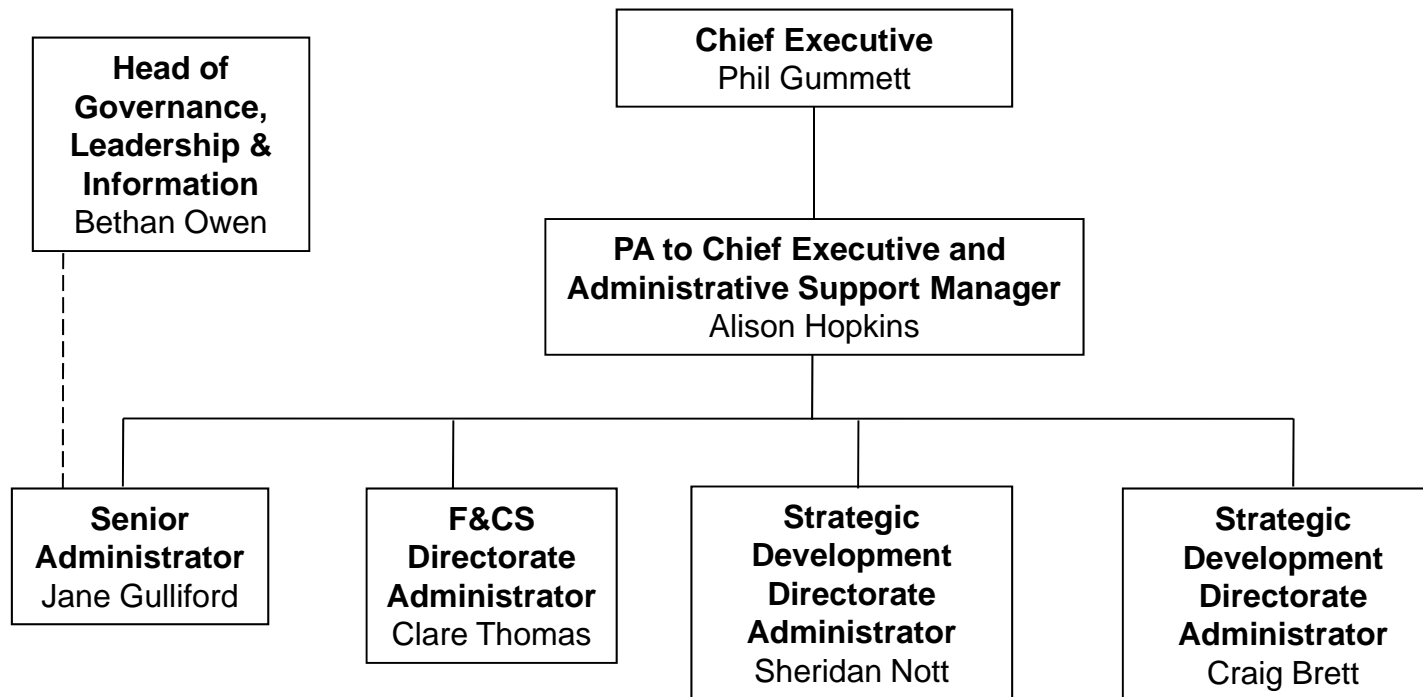 Chief Executive
Phil Gummett
Head of
Governance,
Leadership &
Information
Bethan Owen
PA to Chief Executive and
Administrative Support Manager
Alison Hopkins
Senior
Administrator
Jane Gulliford
F&CS
Directorate
Administrator
Clare Thomas
Strategic
Development
Directorate
Administrator
Sheridan Nott
Strategic
Development
Directorate
Administrator
Craig Brett